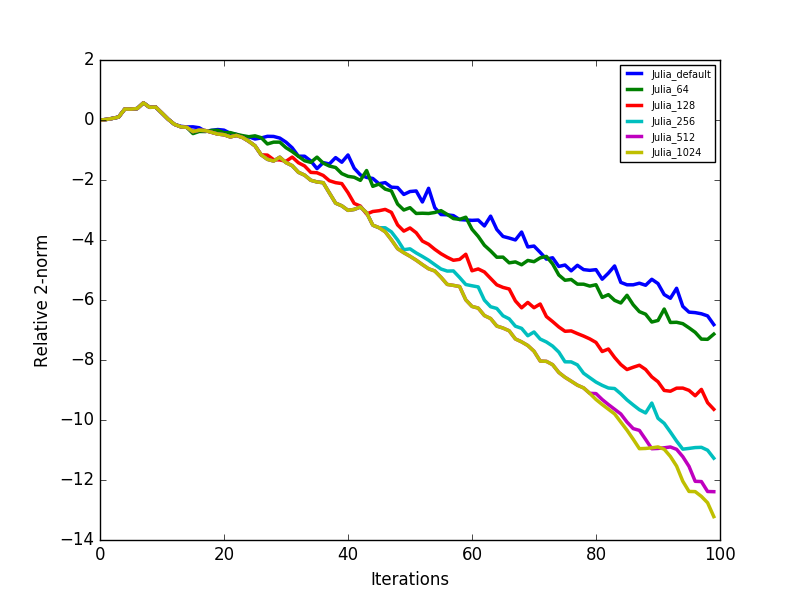 2
0
−2
−4
−6
−8
−10
−12
−14
0 20 40 60 80 100
Relative 2-norm
Iterations
Julia_default
Julia_64
Julia_128
Julia_256
Julia_512
Julia_1024